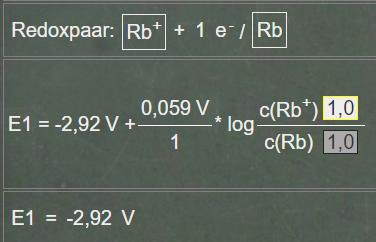 Redoxpaar: Rb⁺ + 1 e⁻ / Rb
E1 = -2,92 V + 0,059 V / 1 * log c(Rb⁺) 1,0 / c(Rb) 1,0
E1 = -2,92 V